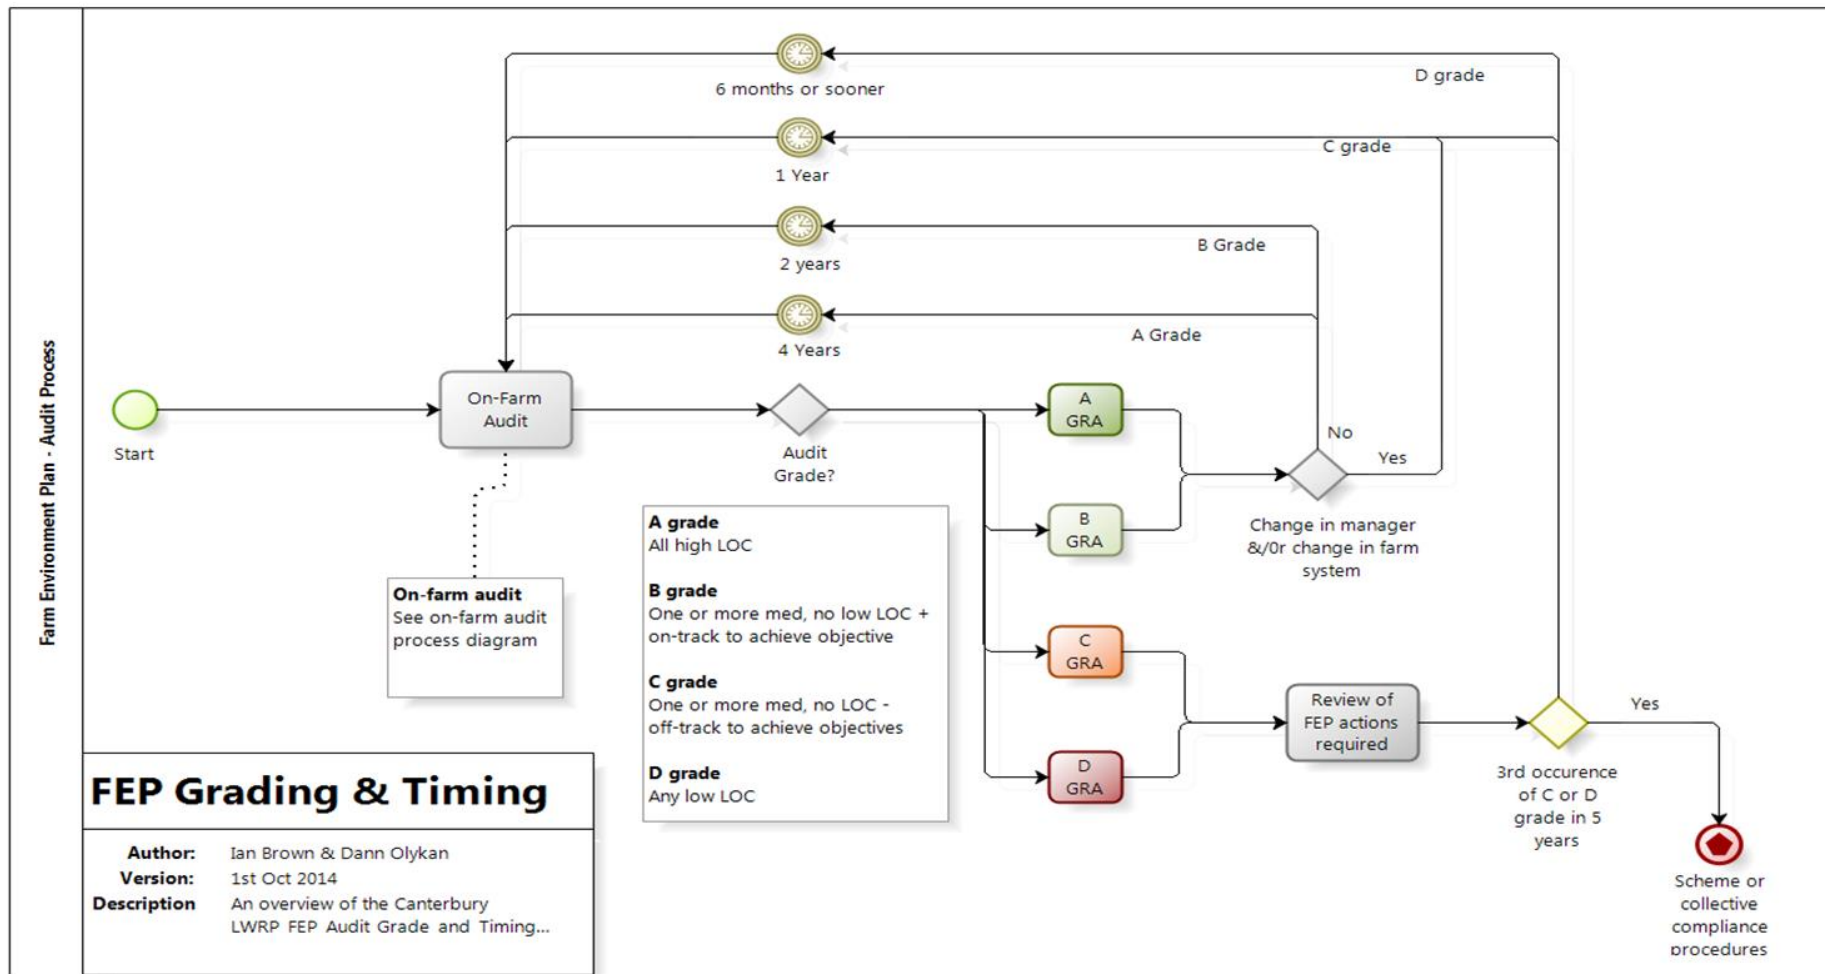 Farm Environment Plan - Audit Process
6 months or sooner
D grade
1 Year
C grade
2 years
B Grade
4 Years
A Grade
Start
On-Farm
Audit
Audit
Grade?
A
GRA
B
GRA
C
GRA
D
GRA
No
Yes
Change in manager
&/0r change in farm
system
On-farm audit
See on-farm audit
process diagram
A grade
All high LOC
B grade
One or more med, no low LOC +
on-track to achieve objective
C grade
One or more med, no LOC -
off-track to achieve objectives
D grade
Any low LOC
Review of
FEP actions
required
Yes
3rd occurence
of C or D
grade in 5
years
Scheme or
collective
compliance
procedures
FEP Grading & Timing
Author: Ian Brown & Dann Olykan
Version: 1st Oct 2014
Description An overview of the Canterbury
LWRP FEP Audit Grade and Timing...